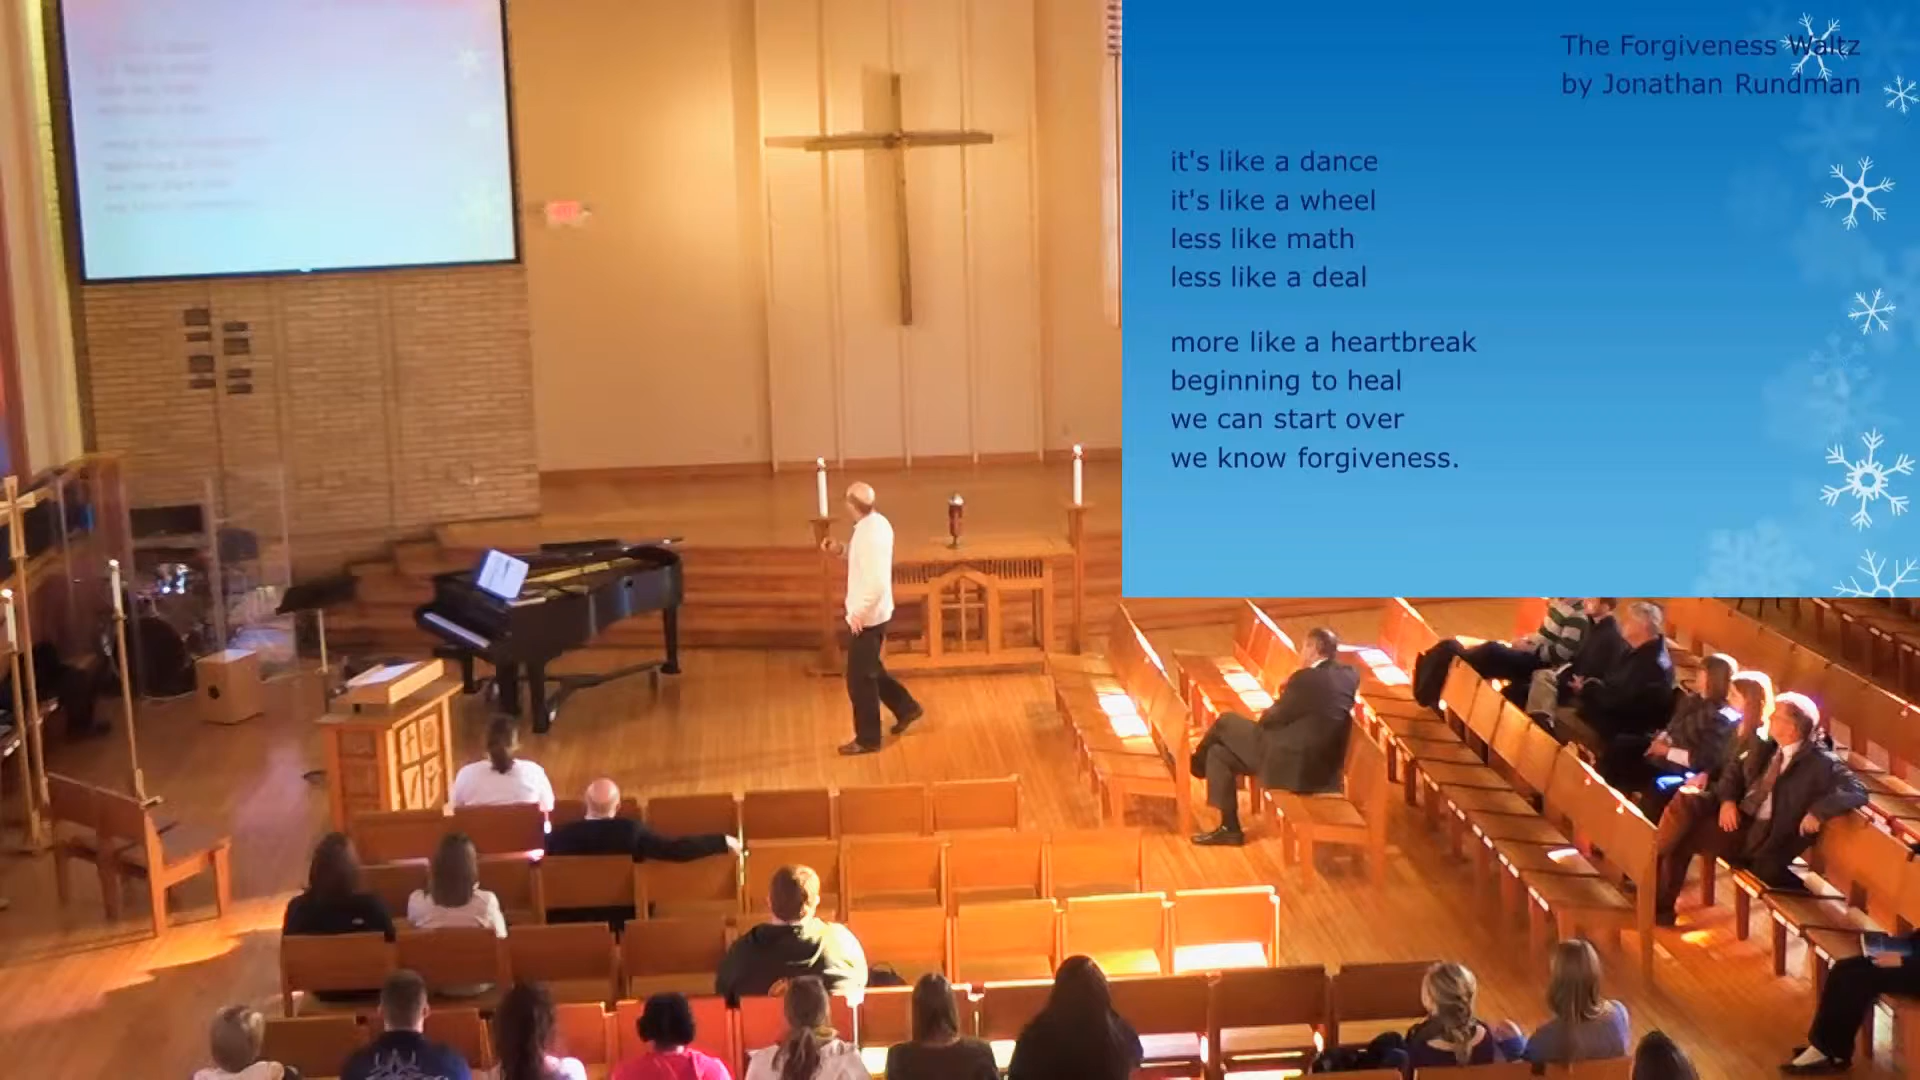 The Forgiveness Waltz
by Jonathan Rundman
it's like a dance
it's like a wheel
less like math
less like a deal
more like a heartbreak
beginning to heal
we can start over
we know forgiveness.